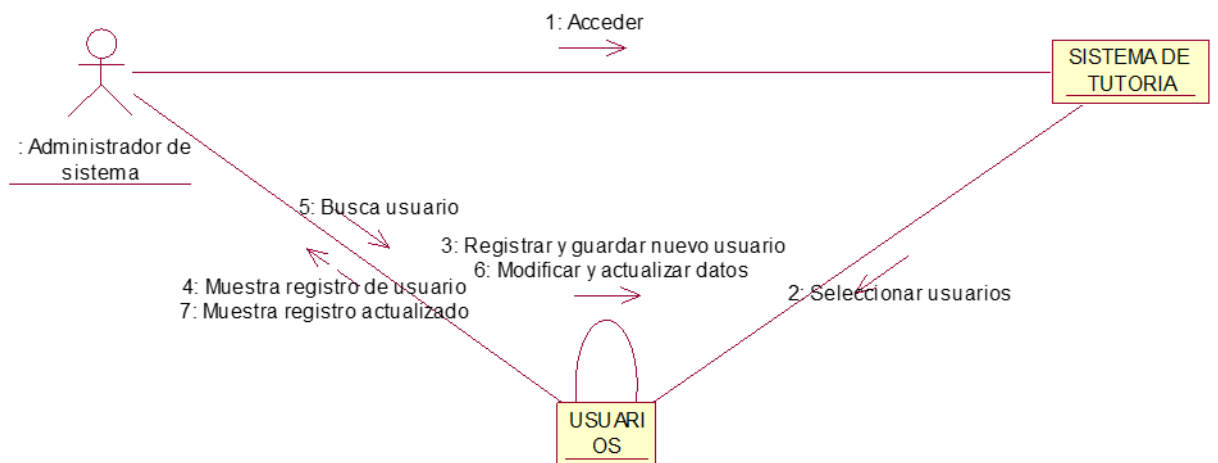 1: Acceder
SISTEMA DE
TUTORIA
: Administrador de
sistema
5: Busca usuario
3: Registrar y guardar nuevo usuario
6: Modificar y actualizar datos
4: Muestra registro de usuario
7: Muestra registro actualizado
2: Seleccionar usuarios
USUARI
OS